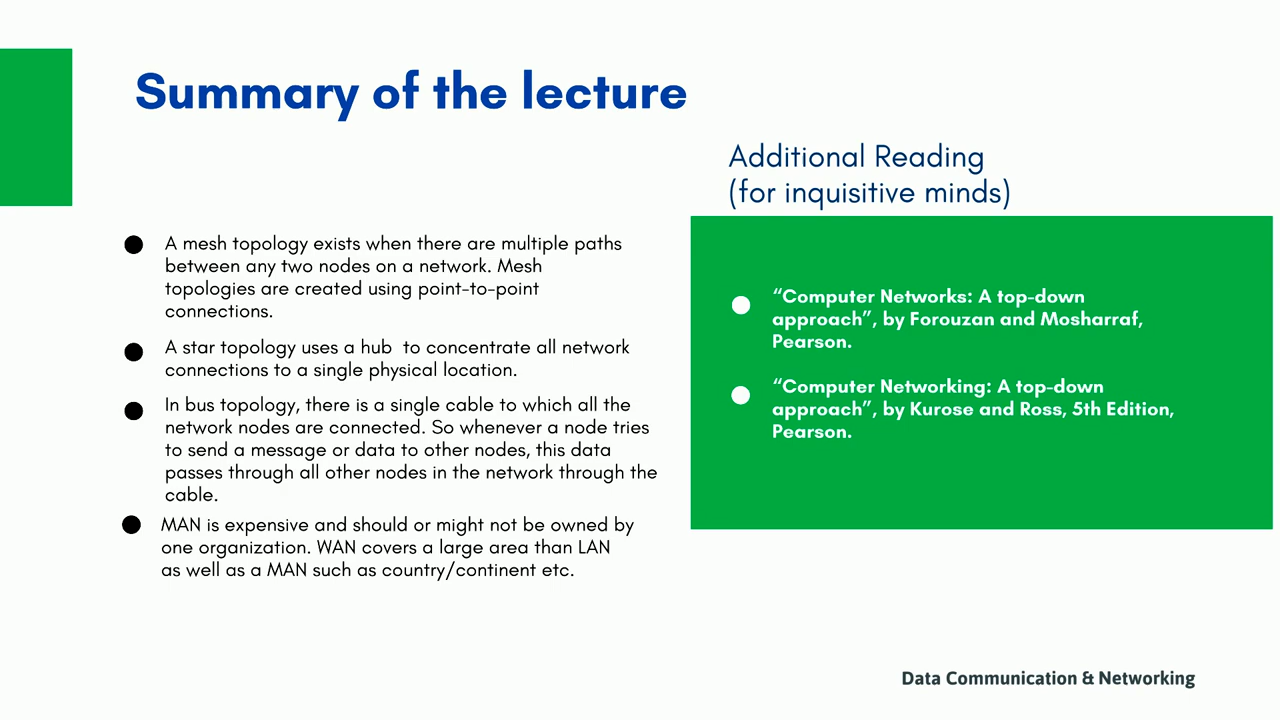 Summary of the lecture
A mesh topology exists when there are multiple paths
between any two nodes on a network. Mesh
topologies are created using point-to-point
connections.
A star topology uses a hub  to concentrate all network
connections to a single physical location.
In bus topology, there is a single cable to which all the
network nodes are connected. So whenever a node tries
to send a message or data to other nodes, this data
passes through all other nodes in the network through the
cable.
MAN is expensive and should or might not be owned by
one organization. WAN covers a large area than LAN
as well as a MAN such as country/continent etc.
Additional Reading
(for inquisitive minds)
“Computer Networks: A top-down
approach”, by Forouzan and Mosharraf,
Pearson.
“Computer Networking: A top-down
approach”, by Kurose and Ross, 5th Edition,
Pearson.
Data Communication & Networking